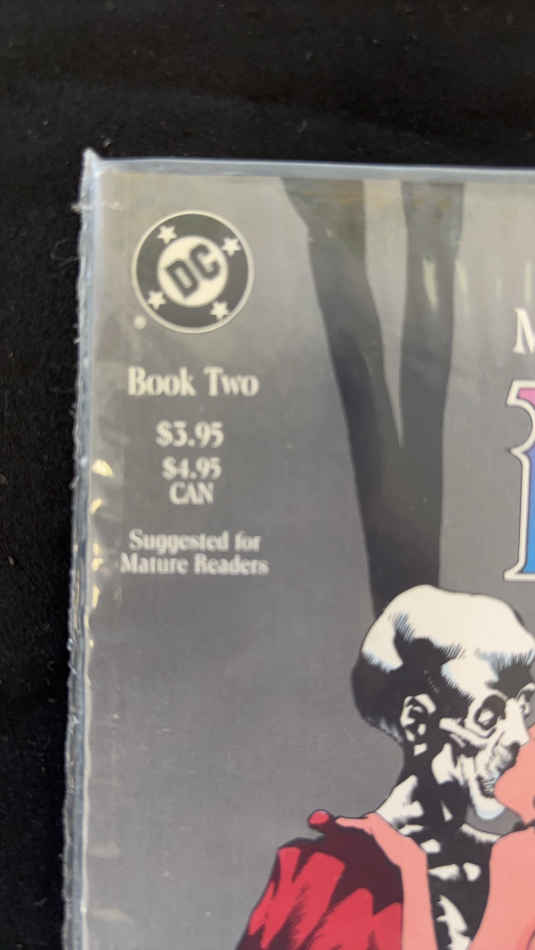 DC
Book Two
$3.95
$4.95
CAN
Suggested for
Mature Readers
M